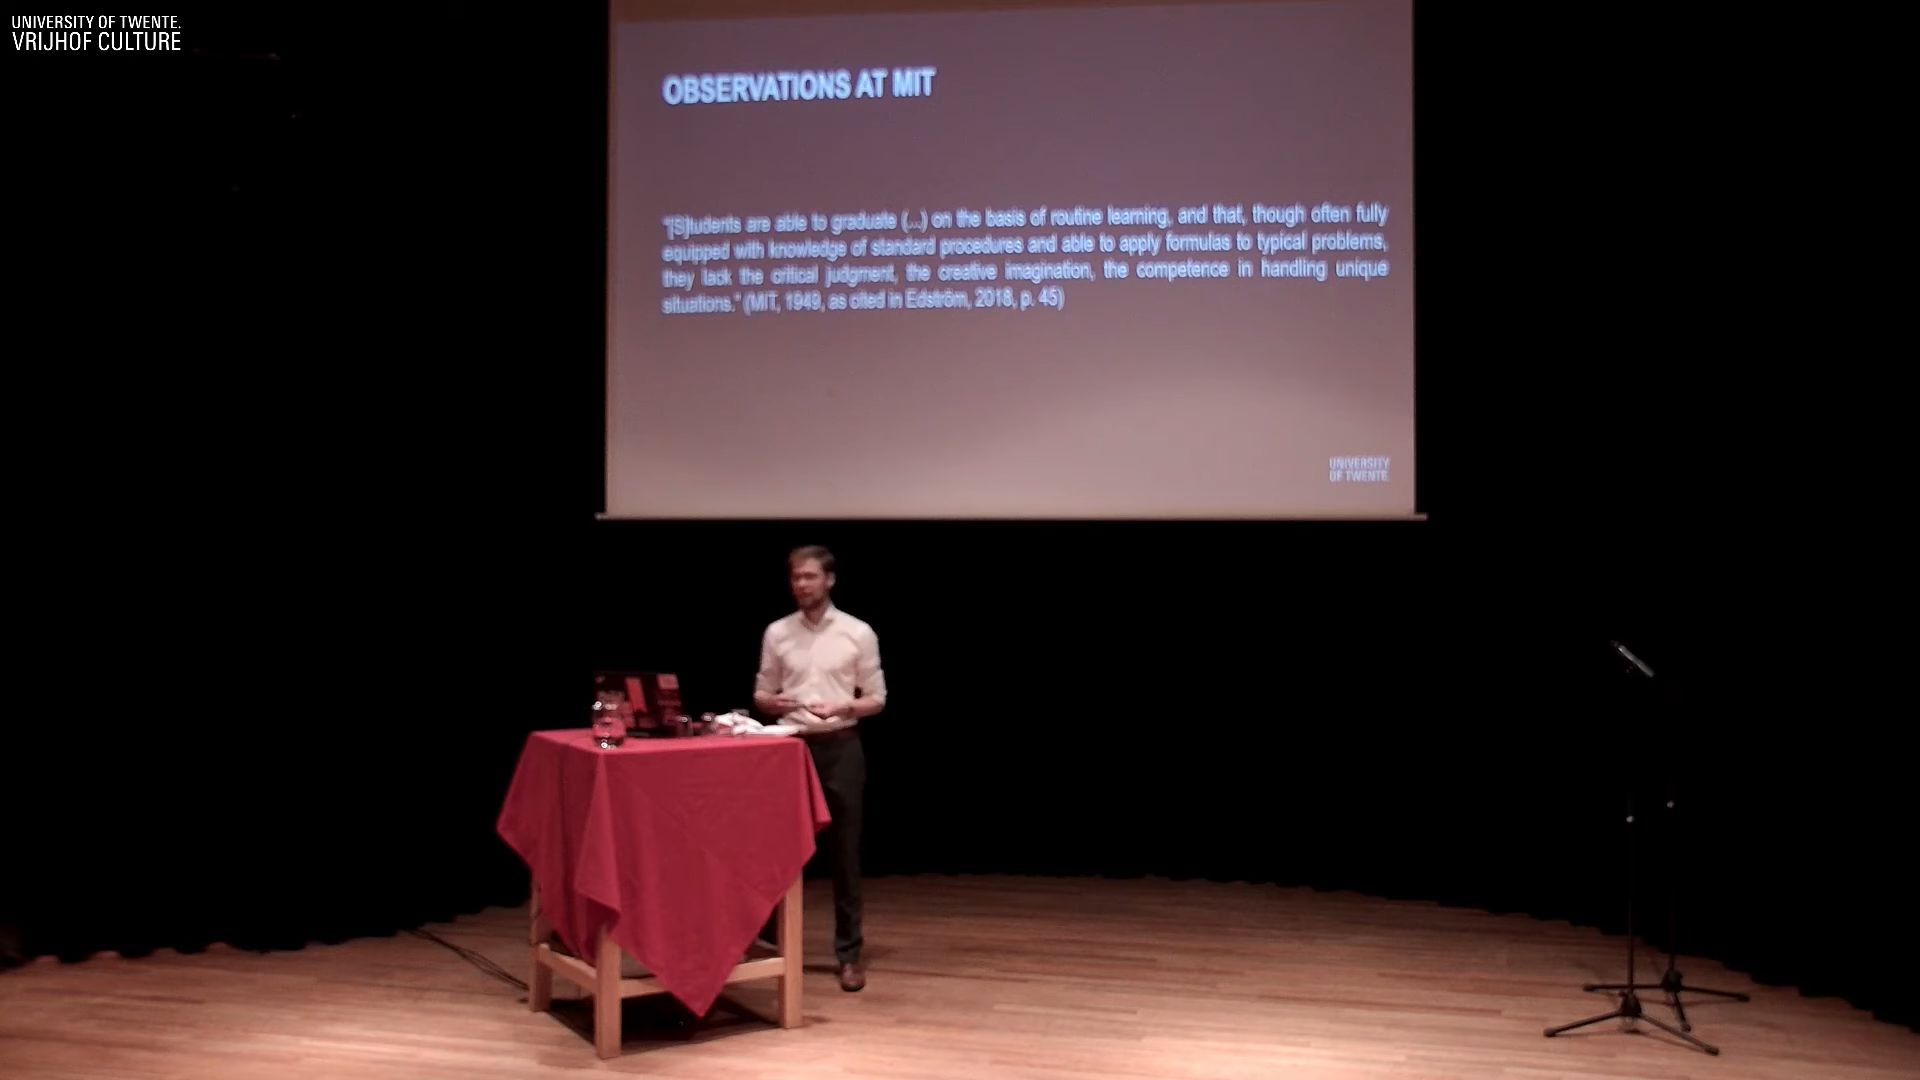 UNIVERSITY OF TWENTE.
VRIJHOF CULTURE
OBSERVATIONS AT MIT
"[S]tudents are able to graduate (...) on the basis of routine learning, and that, though often fully
equipped with knowledge of standard procedures and able to apply formulas to typical problems,
they lack the critical judgment, the creative imagination, the competence in handling unique
situations." (MIT, 1949, as cited in Edström, 2018, p. 45)
UNIVERSITY
OF TWENTE.